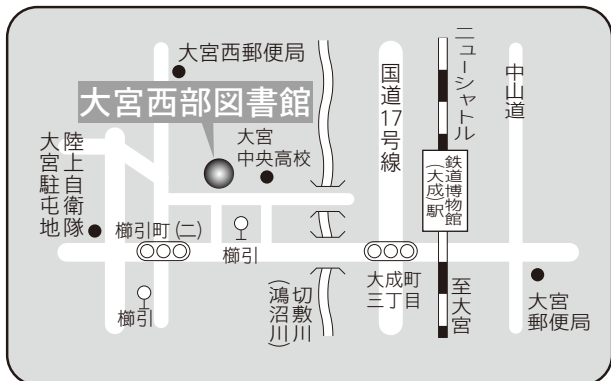 大宮西郵便局
大宮西部図書館
大宮
中央高校
陸上自衛隊
大宮駐屯地
櫛引町(二)
櫛引
櫛引
切敷川
(鴻沼川)
国道17号線
大成町
三丁目
ニューシャトル
鉄道博物館
(大成)駅
至大宮
中山道
大宮
郵便局